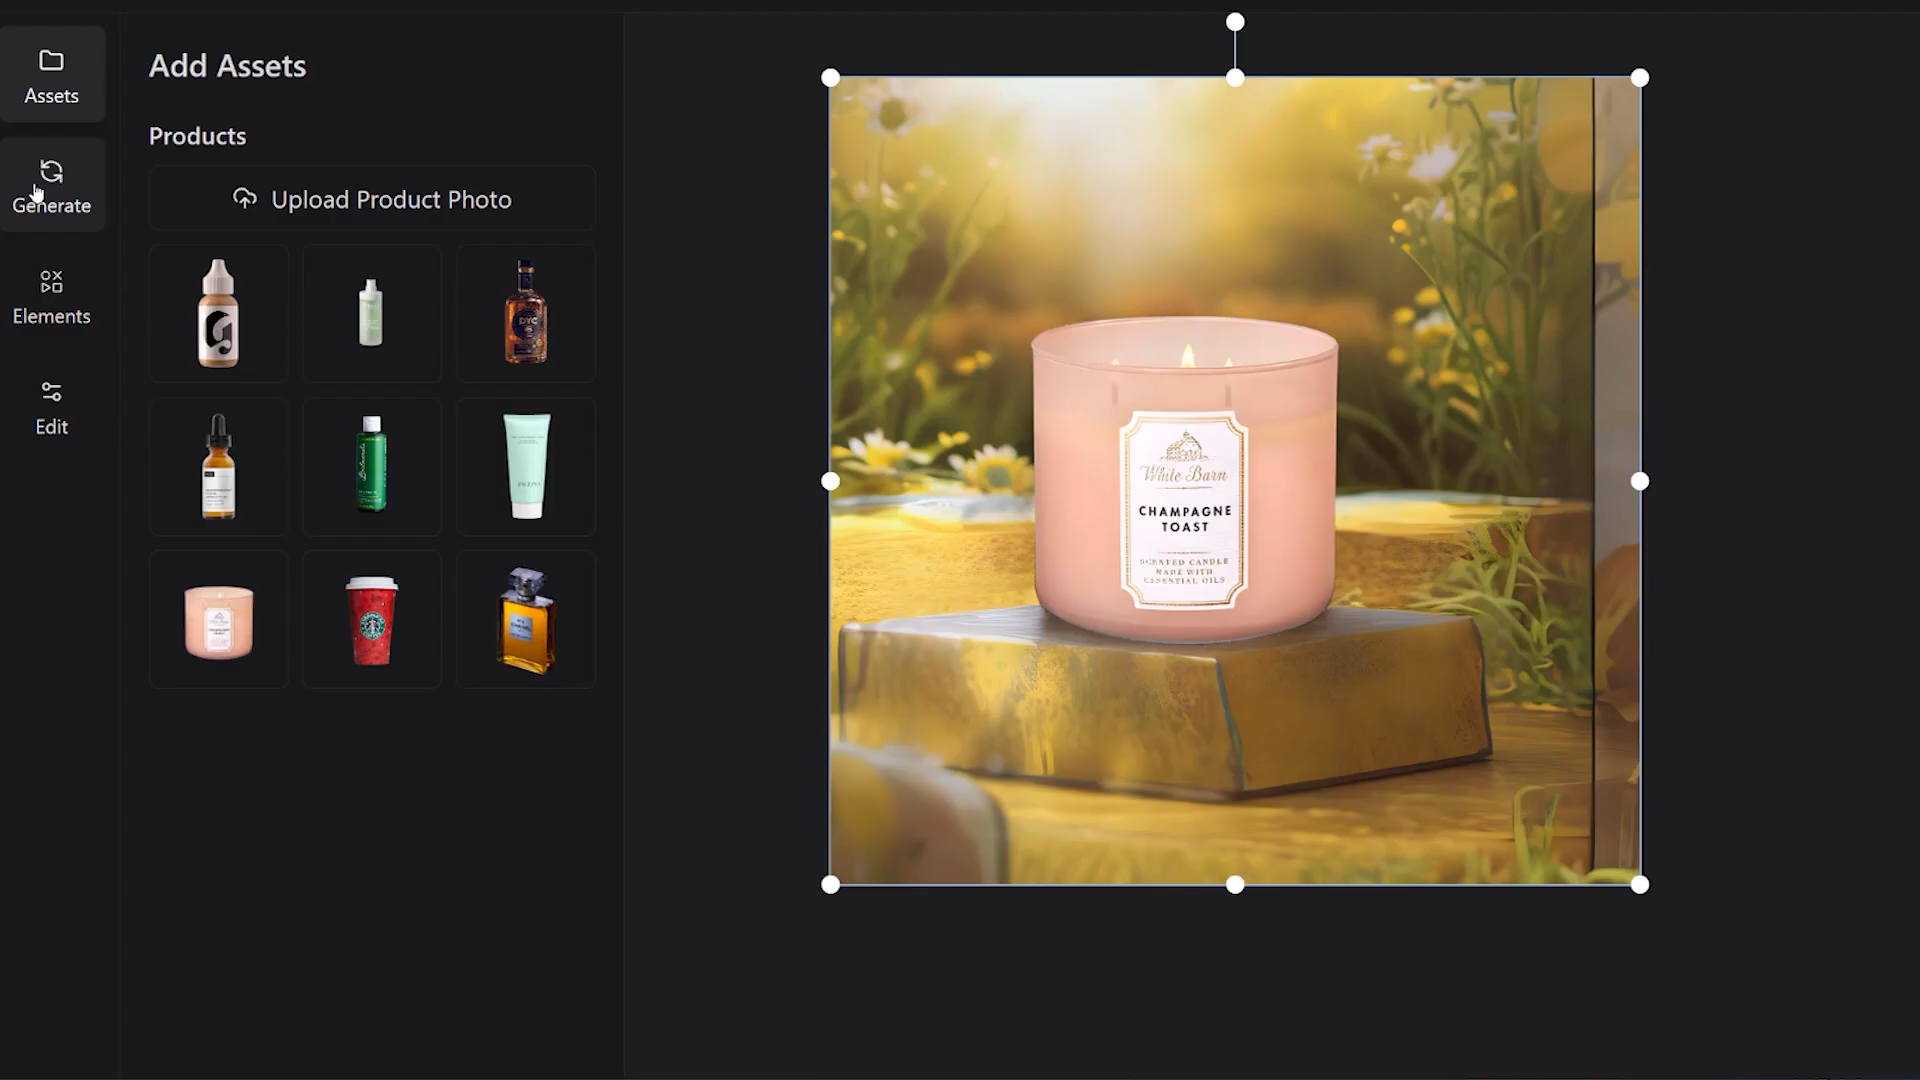 Assets
Generate
Elements
Edit
Add Assets
Products
Upload Product Photo
DYC
White Barn
CHAMPAGNE
TOAST
SCENTED CANDLE
MADE WITH
ESSENTIAL OILS